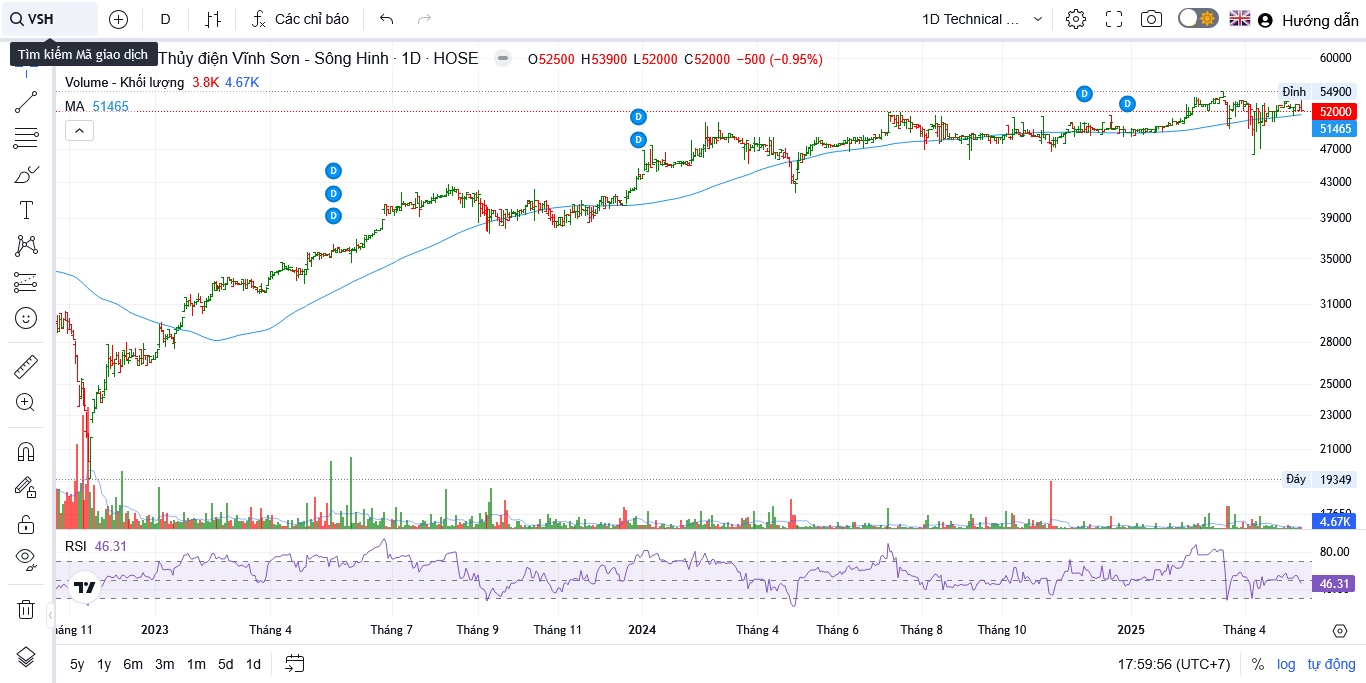 VSH
D
Các chỉ báo
1D Technical ...
Hướng dẫn
Tìm kiếm Mã giao dịch
Thủy điện Vĩnh Sơn - Sông Hinh · 1D · HOSE
O52500 H53900 L52000 C52000 −500 (−0.95%)
Volume - Khối lượng 3.8K 4.67K
MA 51465
60000
Đỉnh 54900
52000
51465
47000
43000
39000
35000
31000
28000
25000
23000
21000
Đáy 19349
4.67K
D
D
D
D
D
D
D
RSI 46.31
80.00
46.31
2023
Tháng 4
Tháng 7
Tháng 9
Tháng 11
2024
Tháng 4
Tháng 6
Tháng 8
Tháng 10
2025
Tháng 4
5y 1y 6m 3m 1m 5d 1d
17:59:56 (UTC+7)
% log tự động